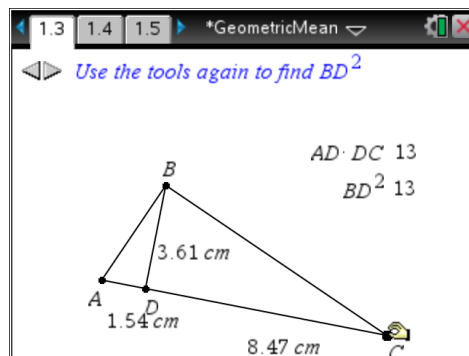 1.3 1.4 1.5 *GeometricMean
Use the tools again to find BD²
AD· DC 13
BD² 13
B
3.61 cm
A
D
1.54 cm
8.47 cm
C